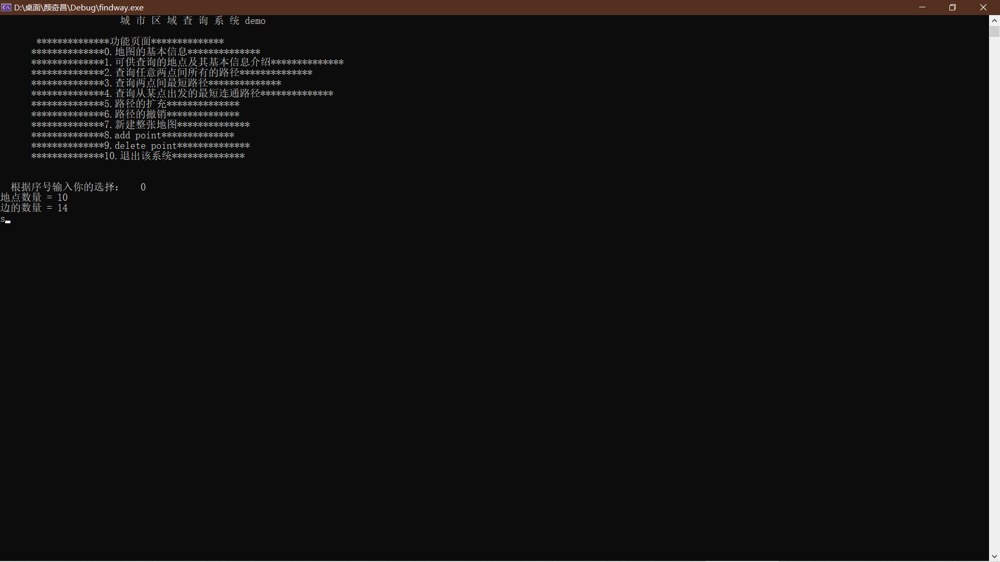 D:\桌面\颜奇昌\Debug\findway.exe
城 市 区 域 查 询 系 统 demo
**************功能页面**************
**************0.地图的基本信息**************
**************1.可供查询的地点及其基本信息介绍**************
**************2.查询任意两点间所有的路径**************
**************3.查询两点间最短路径**************
**************4.查询从某点出发的最短连通路径**************
**************5.路径的扩充**************
**************6.路径的撤销**************
**************7.新建整张地图**************
**************8.add point**************
**************9.delete point**************
**************10.退出该系统**************
根据序号输入你的选择： 0
地点数量 = 10
边的数量 = 14
s